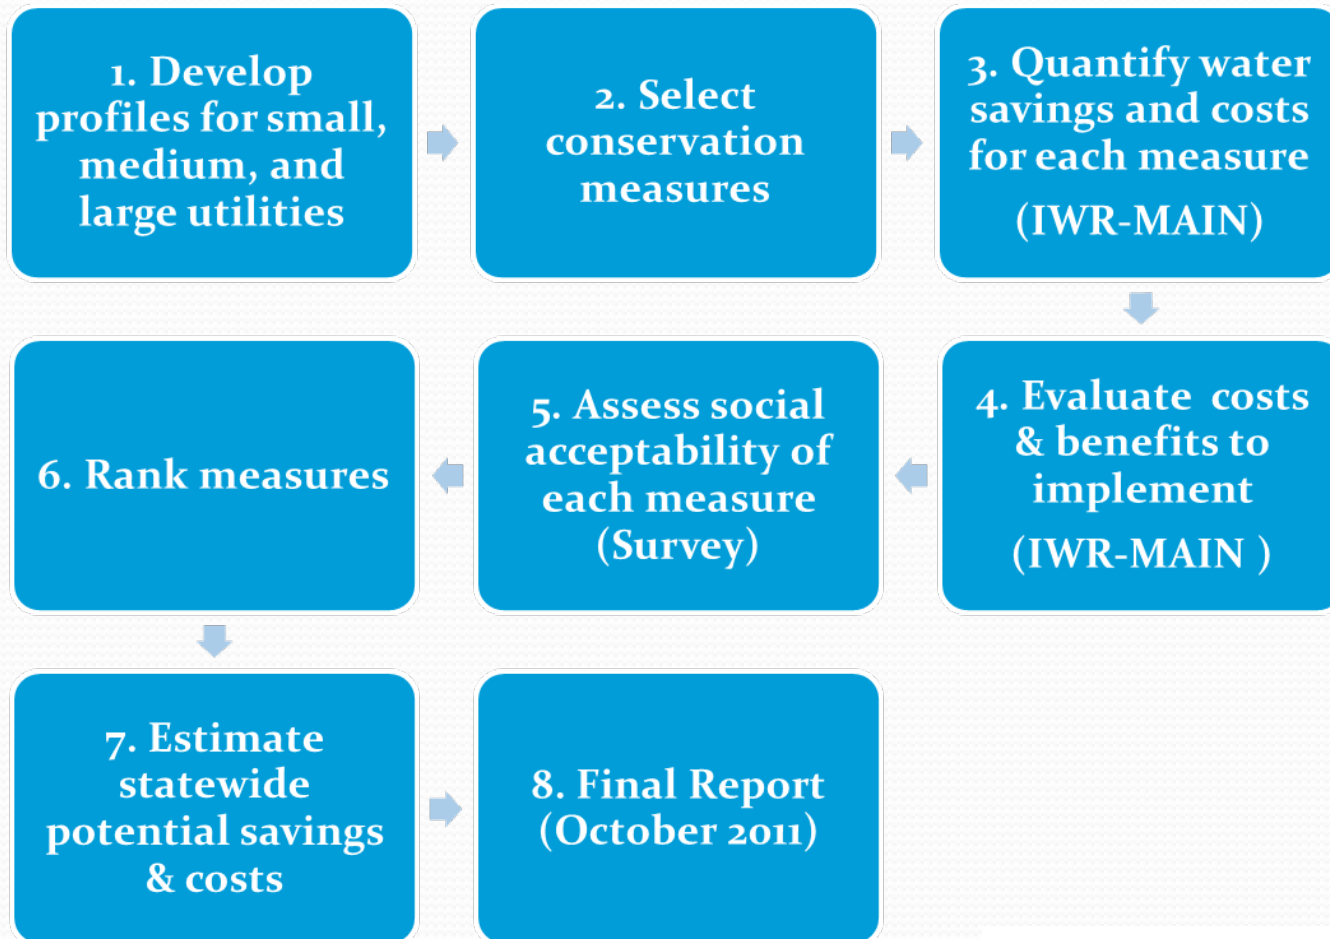 1. Develop
profiles for small,
medium, and
large utilities
2. Select
conservation
measures
3. Quantify water
savings and costs
for each measure
(IWR-MAIN)
4. Evaluate costs
& benefits to
implement
(IWR-MAIN )
5. Assess social
acceptability of
each measure
(Survey)
6. Rank measures
7. Estimate
statewide
potential savings
& costs
8. Final Report
(October 2011)